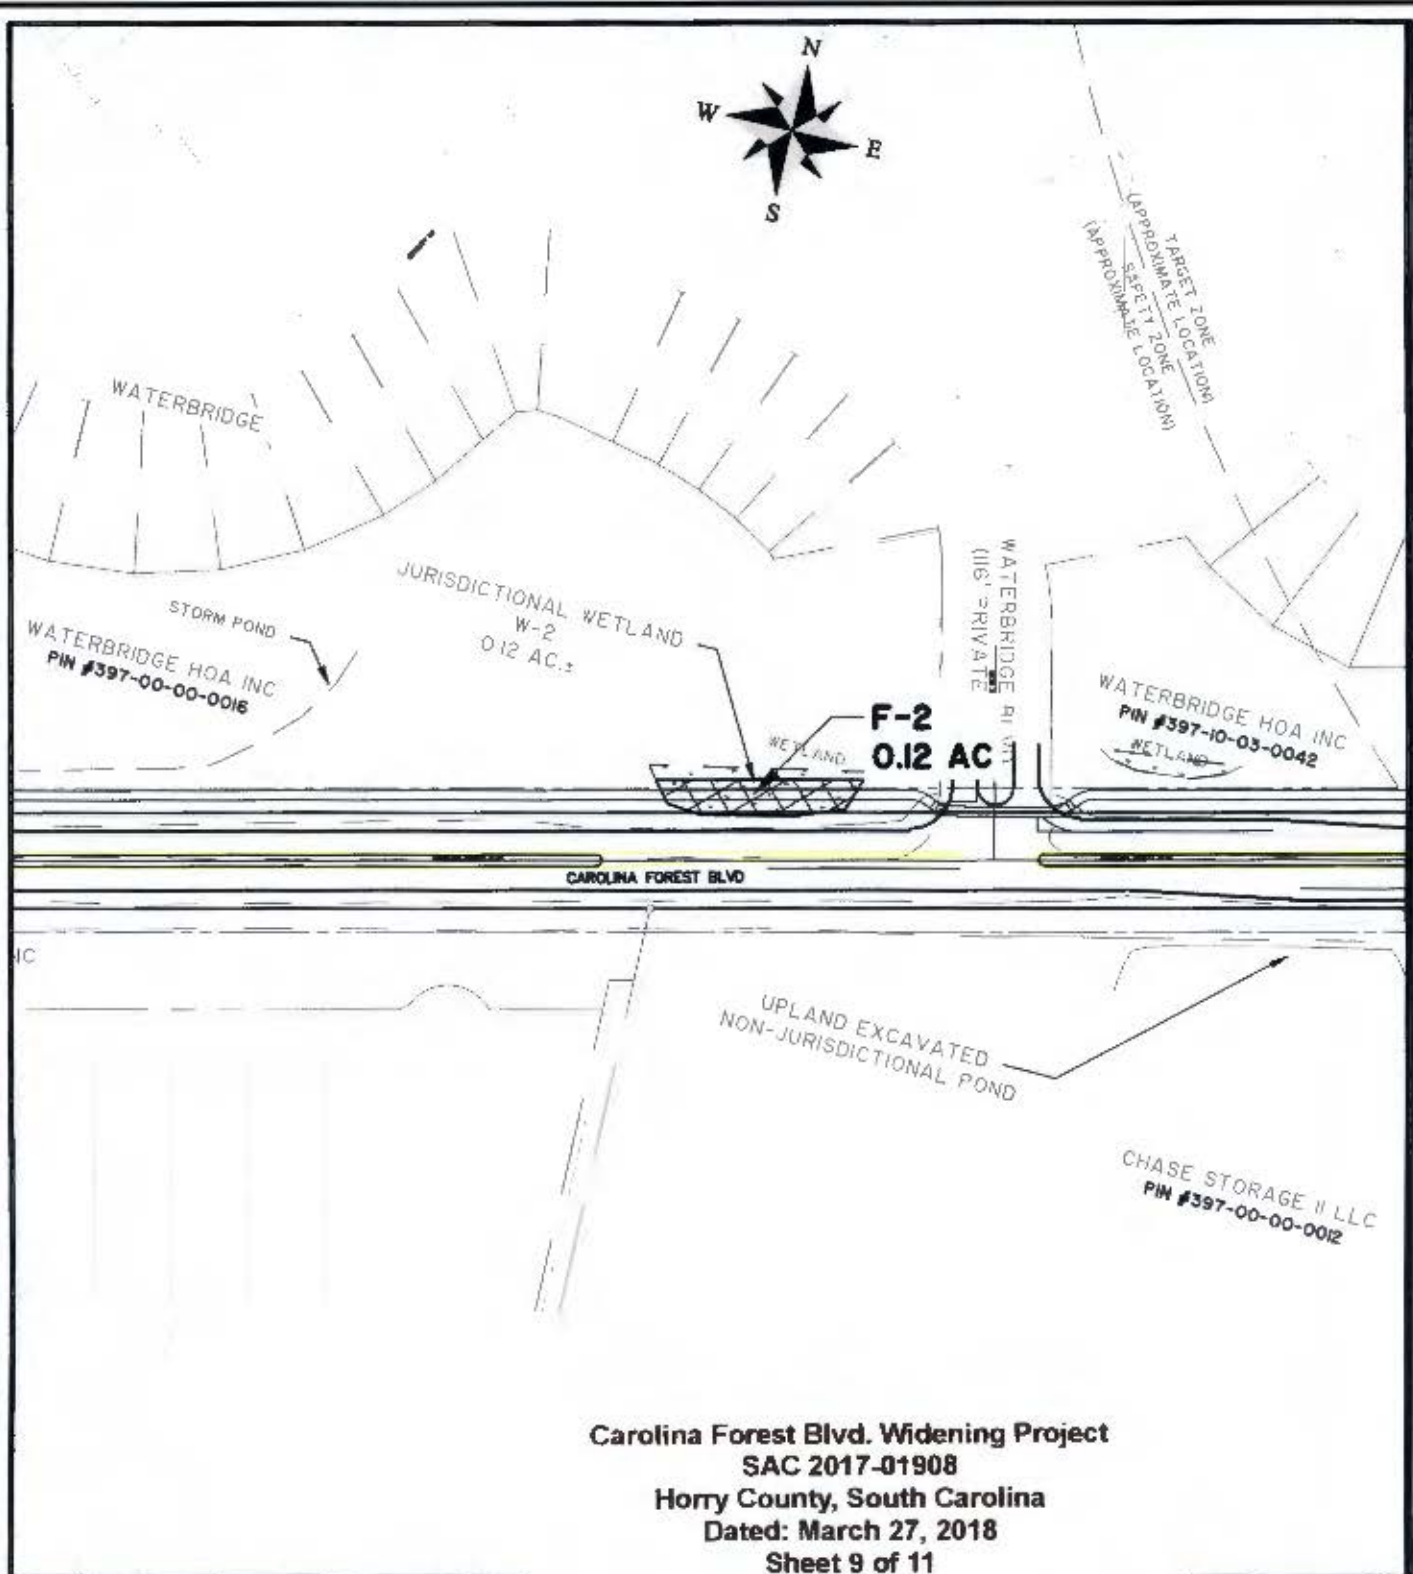 N
W
E
S
TARGET ZONE
(APPROXIMATE LOCATION)
SAFETY ZONE
(APPROXIMATE LOCATION)
WATERBRIDGE
JURISDICTIONAL WETLAND
W-2
0.12 AC.±
STORM POND
WATERBRIDGE HOA INC
PIN #397-00-00-0016
WATERBRIDGE
(116' PRIVATE
WATERBRIDGE HOA INC
PIN #397-10-03-0042
WETLAND
F-2
0.12 AC
WETLAND
CAROLINA FOREST BLVD
IC
UPLAND EXCAVATED
NON-JURISDICTIONAL POND
CHASE STORAGE II LLC
PIN #397-00-00-0012
Carolina Forest Blvd. Widening Project
SAC 2017-01908
Horry County, South Carolina
Dated: March 27, 2018
Sheet 9 of 11